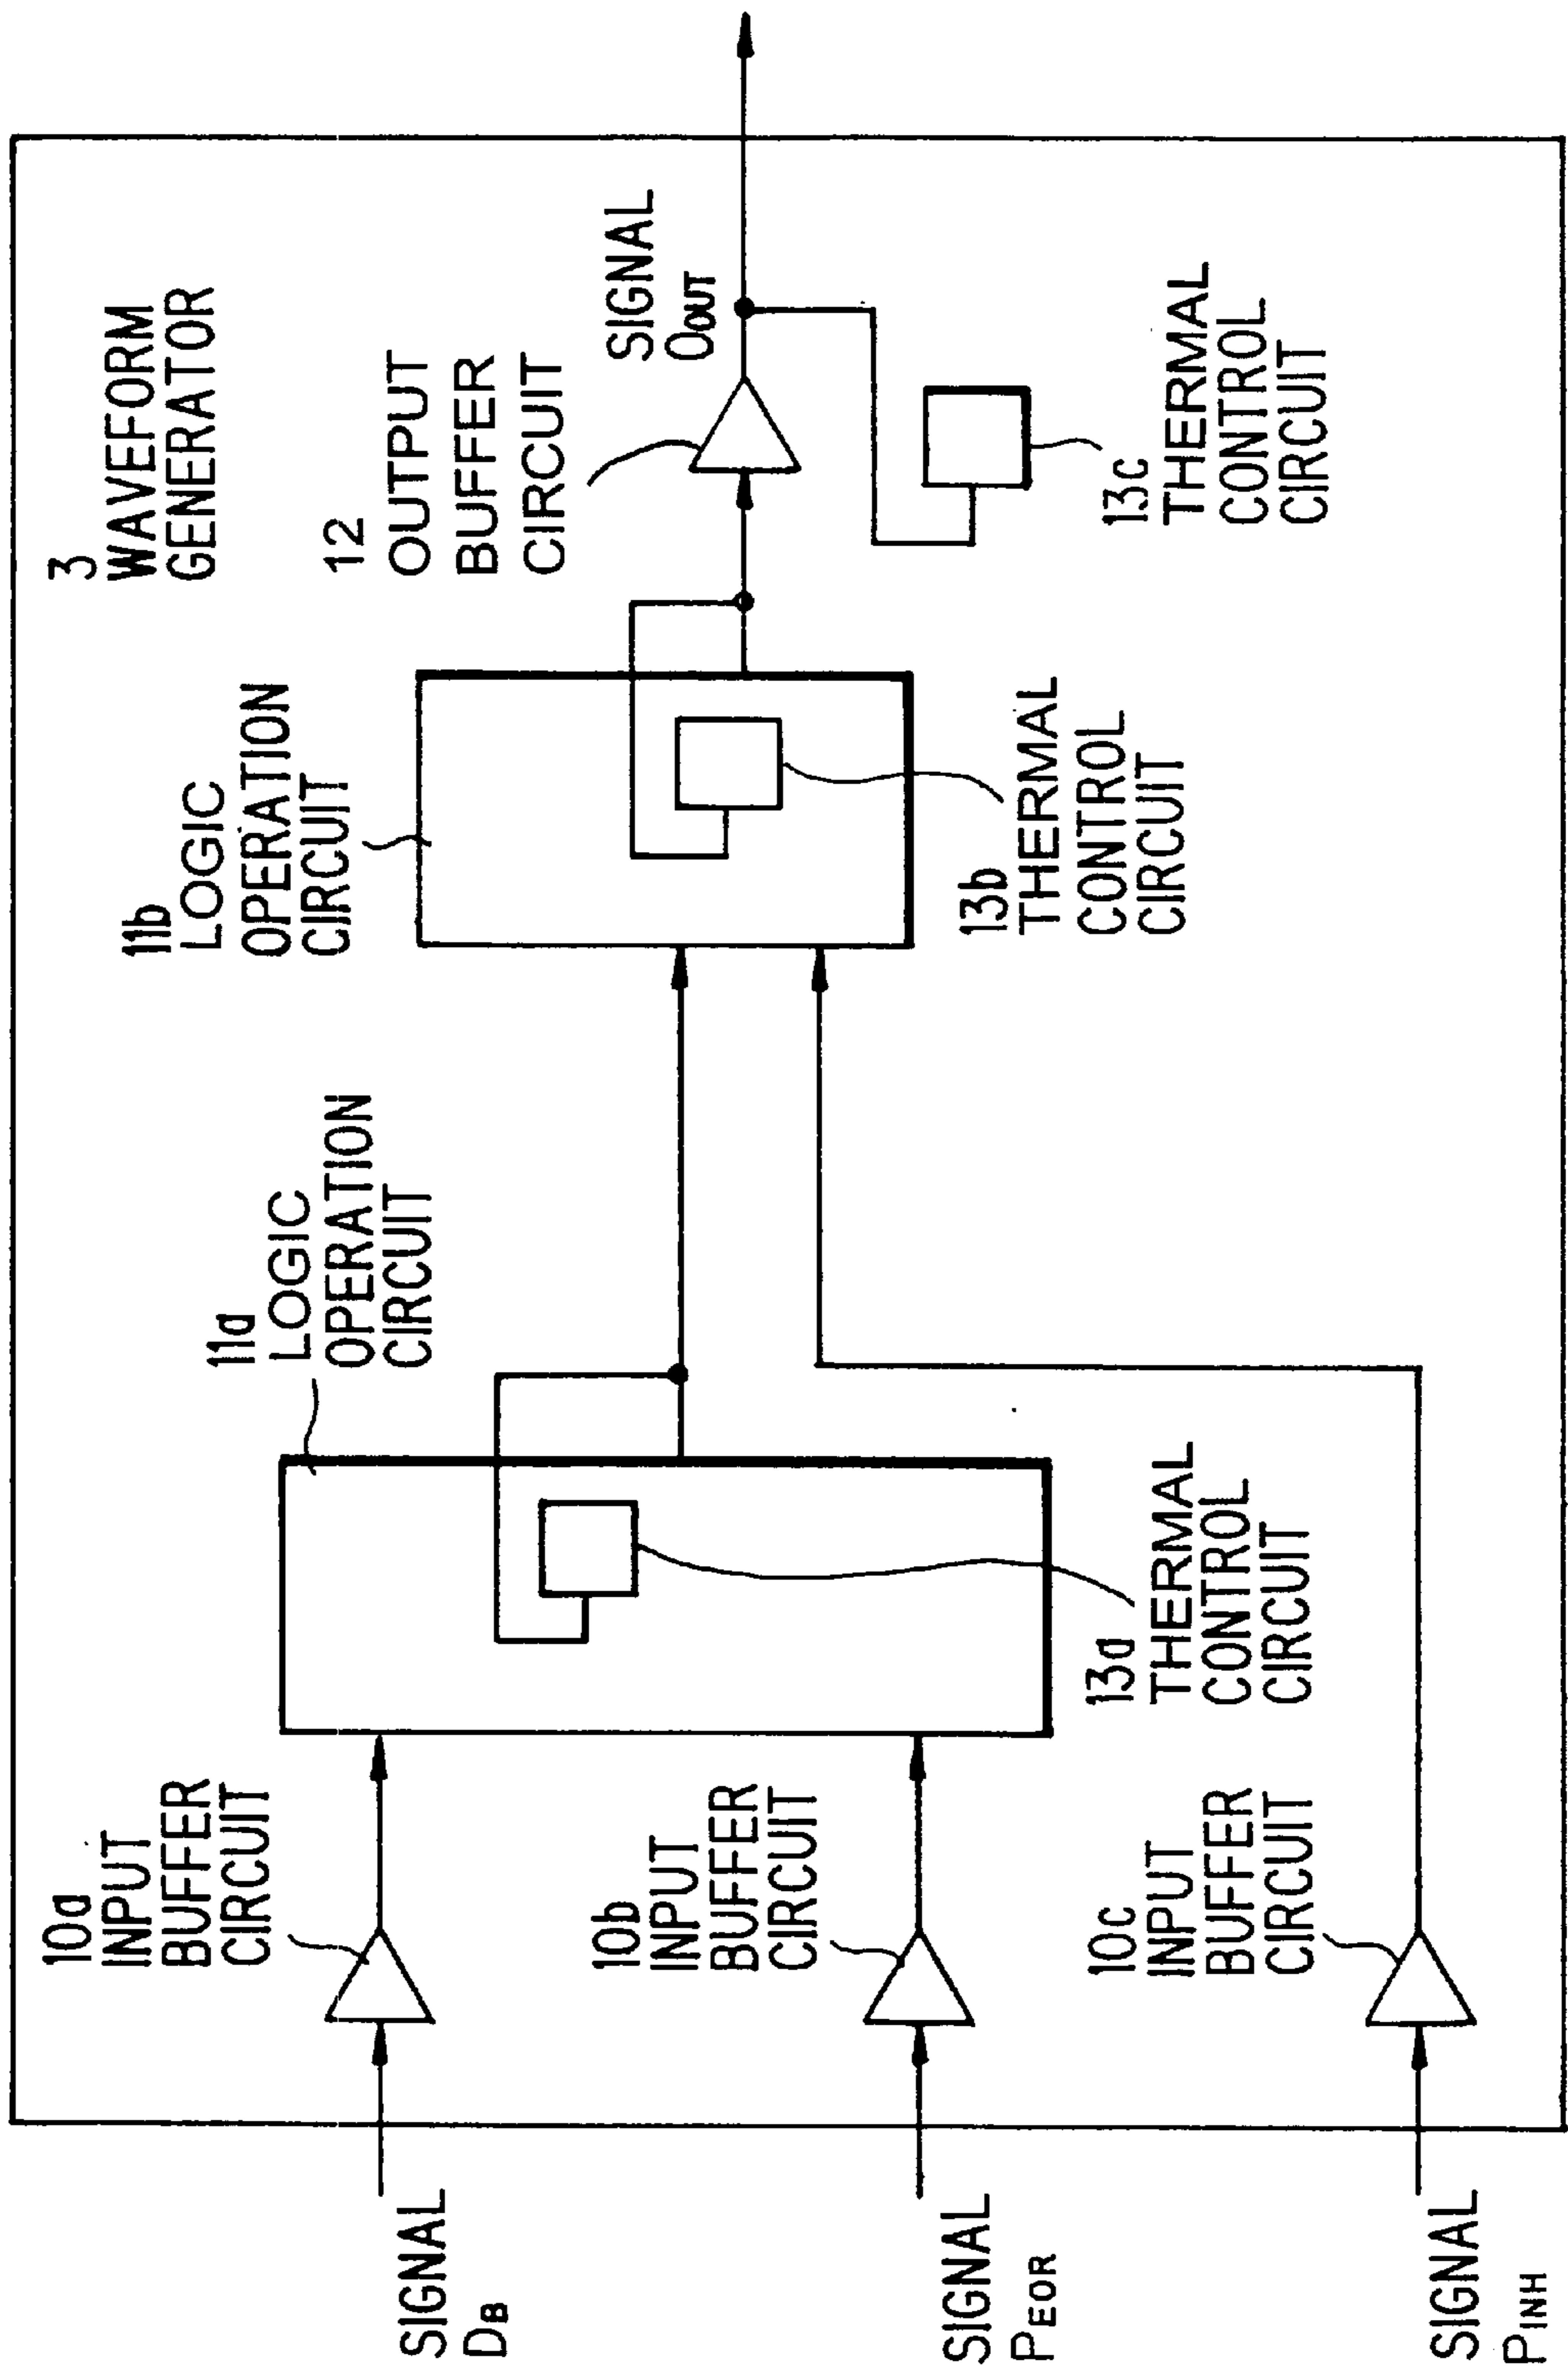 3
WAVEFORM
GENERATOR
10a
INPUT
BUFFER
CIRCUIT
11a
LOGIC
OPERATION
CIRCUIT
11b
LOGIC
OPERATION
CIRCUIT
12
OUTPUT
BUFFER
CIRCUIT
SIGNAL
DB
10b
INPUT
BUFFER
CIRCUIT
SIGNAL
OOUT
SIGNAL
PEOR
13a
THERMAL
CONTROL
CIRCUIT
13b
THERMAL
CONTROL
CIRCUIT
13c
THERMAL
CONTROL
CIRCUIT
10c
INPUT
BUFFER
CIRCUIT
SIGNAL
PINH